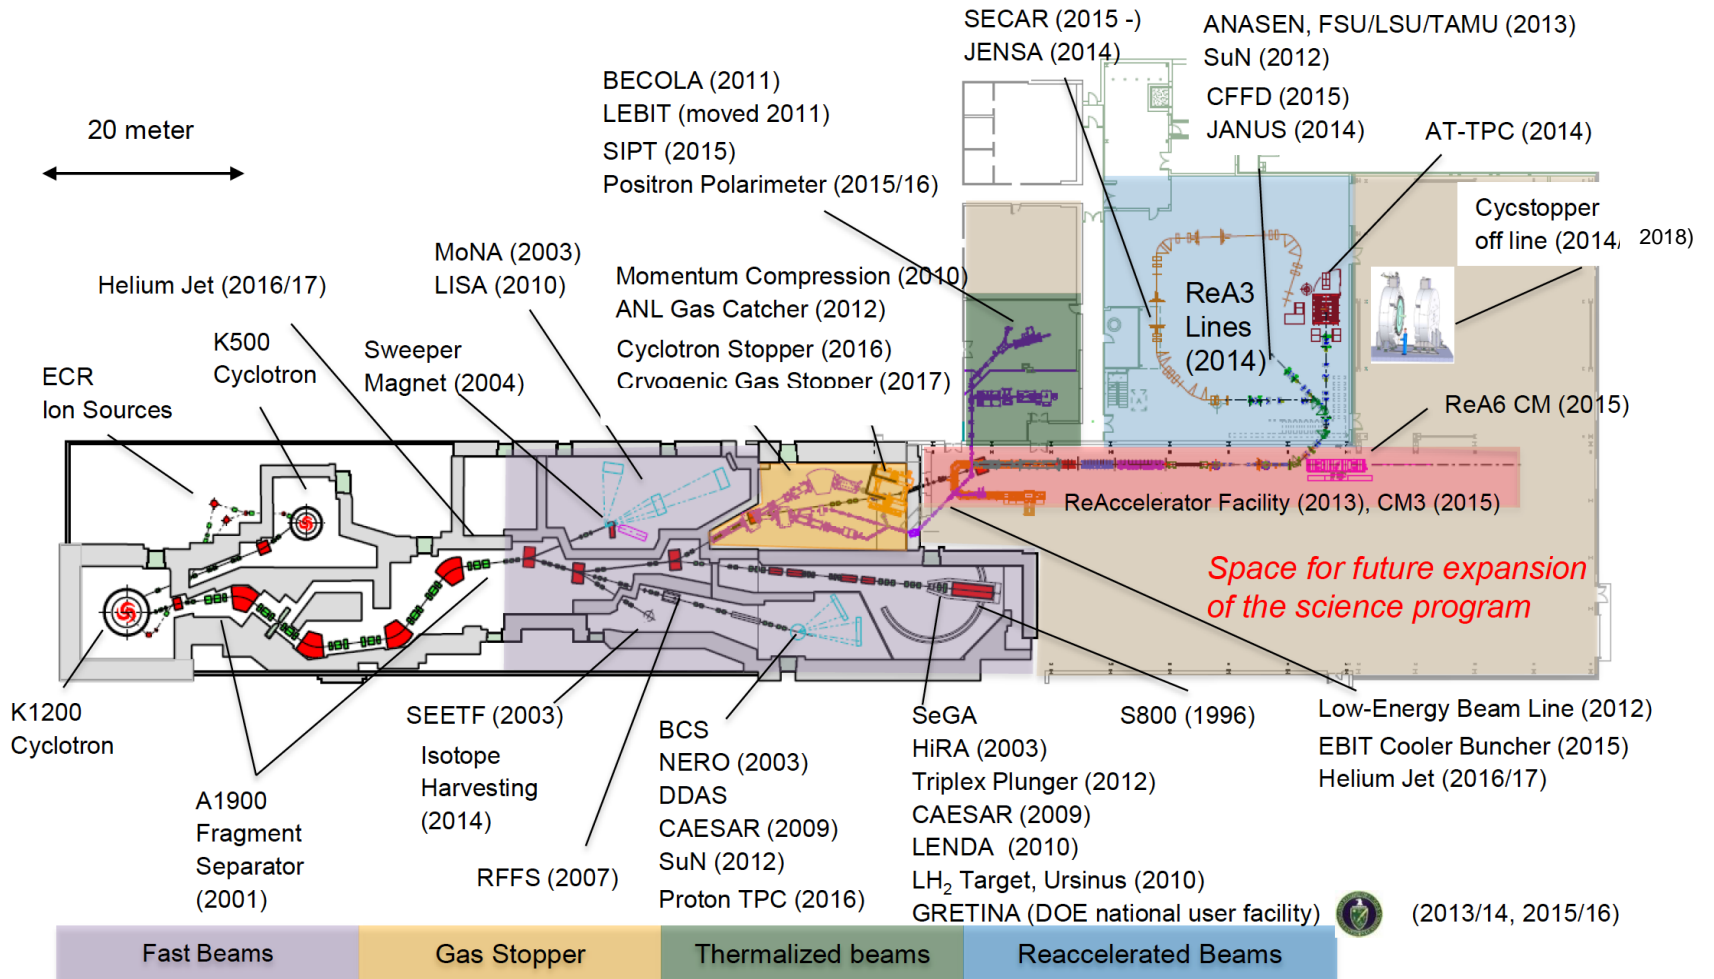 SECAR (2015 -)
JENSA (2014)
ANASEN, FSU/LSU/TAMU (2013)
SuN (2012)
CFFD (2015)
JANUS (2014)
AT-TPC (2014)
BECOLA (2011)
LEBIT (moved 2011)
SIPT (2015)
Positron Polarimeter (2015/16)
20 meter
Cycstopper
off line (2014/ 2018)
MoNA (2003)
LISA (2010)
Momentum Compression (2010)
ANL Gas Catcher (2012)
Cyclotron Stopper (2016)
Cryogenic Gas Stopper (2017)
Helium Jet (2016/17)
K500
Cyclotron
Sweeper
Magnet (2004)
ECR
Ion Sources
ReA3
Lines
(2014)
ReA6 CM (2015)
ReAccelerator Facility (2013), CM3 (2015)
Space for future expansion
of the science program
K1200
Cyclotron
A1900
Fragment
Separator
(2001)
SEETF (2003)
Isotope
Harvesting
(2014)
RFFS (2007)
BCS
NERO (2003)
DDAS
CAESAR (2009)
SuN (2012)
Proton TPC (2016)
SeGA
HiRA (2003)
Triplex Plunger (2012)
CAESAR (2009)
LENDA (2010)
LH2 Target, Ursinus (2010)
GRETINA (DOE national user facility) (2013/14, 2015/16)
S800 (1996)
Low-Energy Beam Line (2012)
EBIT Cooler Buncher (2015)
Helium Jet (2016/17)
Fast Beams
Gas Stopper
Thermalized beams
Reaccelerated Beams